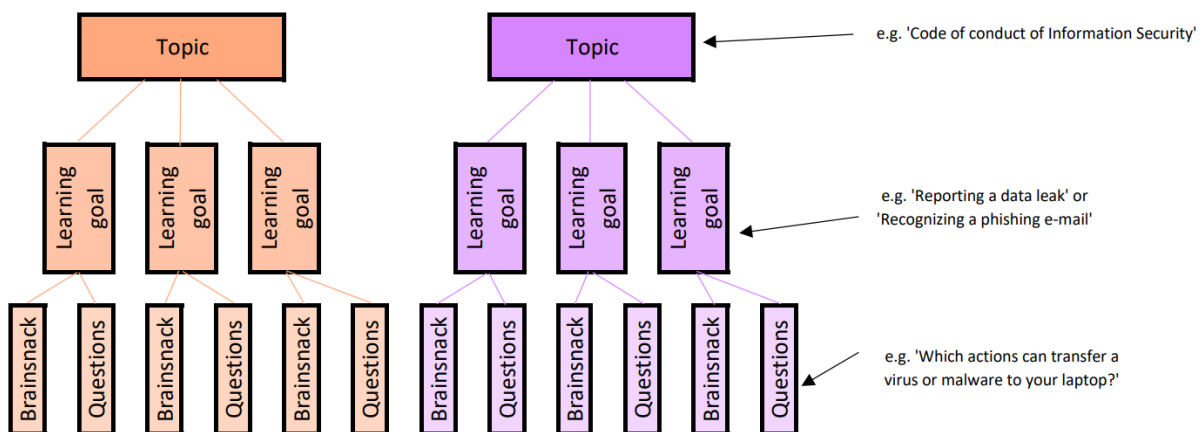 Topic
Topic
e.g. 'Code of conduct of Information Security'
Learning
goal
Learning
goal
Learning
goal
Learning
goal
Learning
goal
Learning
goal
e.g. 'Reporting a data leak' or
'Recognizing a phishing e-mail'
Brainsnack
Questions
Brainsnack
Questions
Brainsnack
Questions
Brainsnack
Questions
Brainsnack
Questions
Brainsnack
Questions
e.g. 'Which actions can transfer a
virus or malware to your laptop?'